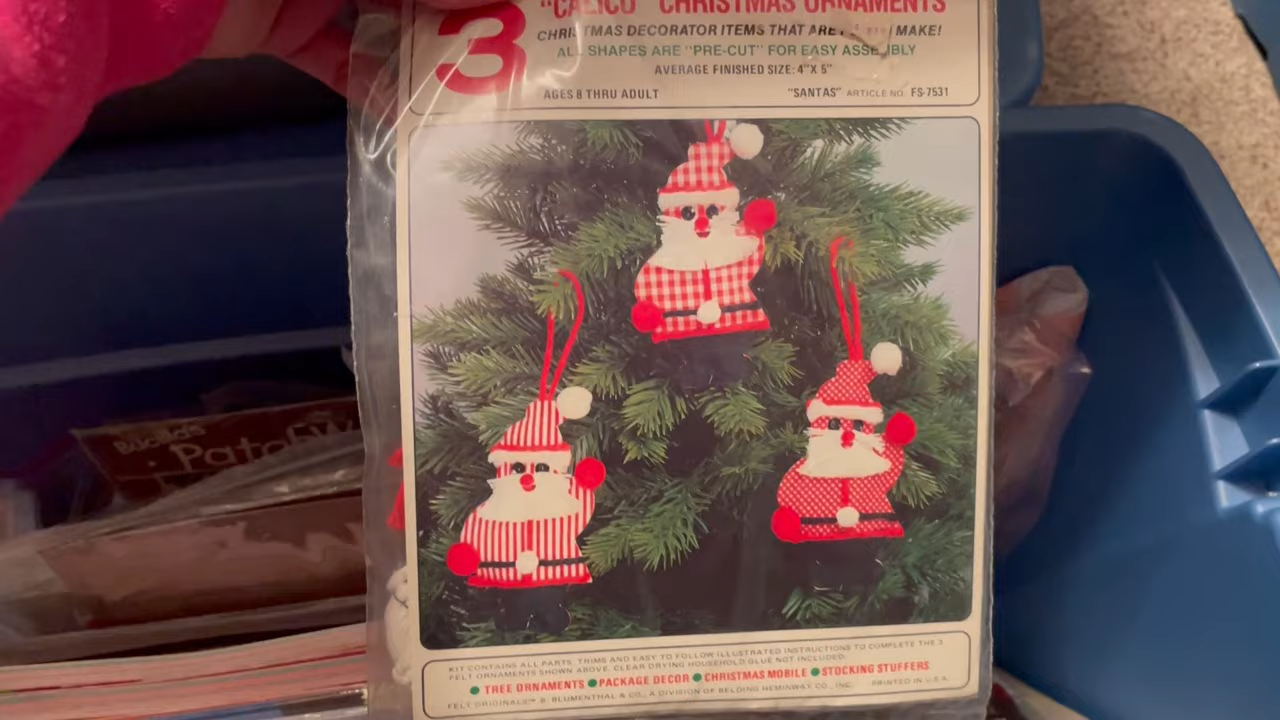 3 "CALICO" CHRISTMAS ORNAMENTS
CHRISTMAS DECORATOR ITEMS THAT ARE MAKE!
ALL SHAPES ARE "PRE-CUT" FOR EASY ASSEMBLY
AVERAGE FINISHED SIZE: 4"X 5"
AGES 8 THRU ADULT "SANTAS" ARTICLE NO. FS-7531
Bucilla's
KIT CONTAINS ALL PARTS, TRIMS AND EASY TO FOLLOW ILLUSTRATED INSTRUCTIONS TO COMPLETE THE 3
FELT ORNAMENTS SHOWN ABOVE. CLEAR DRYING HOUSEHOLD GLUE NOT INCLUDED.
● TREE ORNAMENTS ● PACKAGE DECOR ● CHRISTMAS MOBILE ● STOCKING STUFFERS
FELT ORIGINALS™ B. BLUMENTHAL & CO., A DIVISION OF BELDING HEMINWAY CO., INC. PRINTED IN U.S.A.